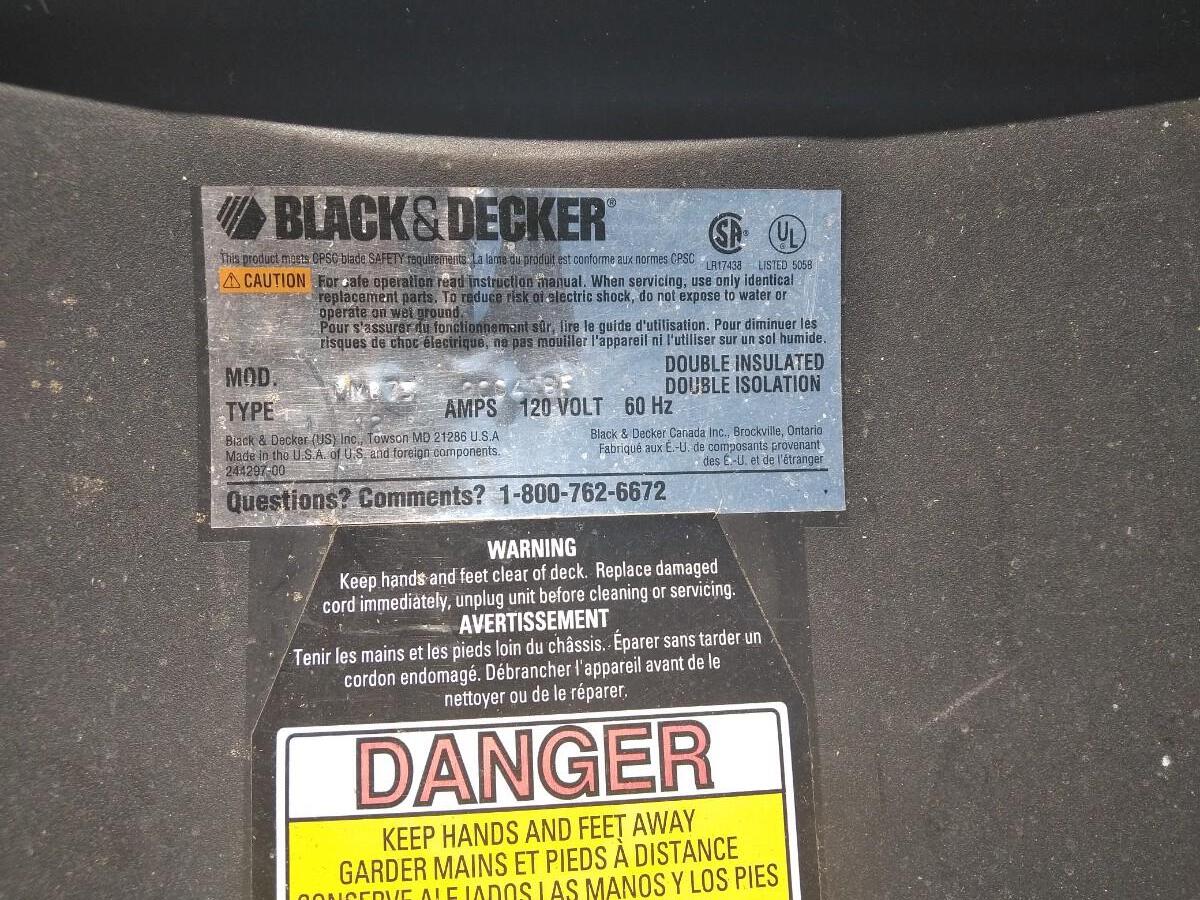 BLACK&DECKER®
SA® UL
This product meets CPSC blade SAFETY requirements. La lame du produit est conforme aux normes CPSC
LR17438 LISTED 505B
CAUTION For safe operation read instruction manual. When servicing, use only identical
replacement parts. To reduce risk of electric shock, do not expose to water or
operate on wet ground.
Pour s'assurer du fonctionnement sûr, lire le guide d'utilisation. Pour diminuer les
risques de choc électrique, ne pas mouiller l'appareil ni l'utiliser sur un sol humide.
MOD. DOUBLE INSULATED
DOUBLE ISOLATION
TYPE AMPS 120 VOLT 60 Hz
Black & Decker (US) Inc., Towson MD 21286 U.S.A
Made in the U.S.A. of U.S. and foreign components.
244297-00
Black & Decker Canada Inc., Brockville, Ontario
Fabriqué aux E.-U. de composants provenant
des É.-U. et de l'étranger
Questions? Comments? 1-800-762-6672
WARNING
Keep hands and feet clear of deck. Replace damaged
cord immediately, unplug unit before cleaning or servicing.
AVERTISSEMENT
Tenir les mains et les pieds loin du châssis. Éparer sans tarder un
cordon endomagé. Débrancher l'appareil avant de le
nettoyer ou de le réparer.
DANGER
KEEP HANDS AND FEET AWAY
GARDER MAINS ET PIEDS À DISTANCE
CONSERVE ALEJADOS LAS MANOS Y LOS PIES